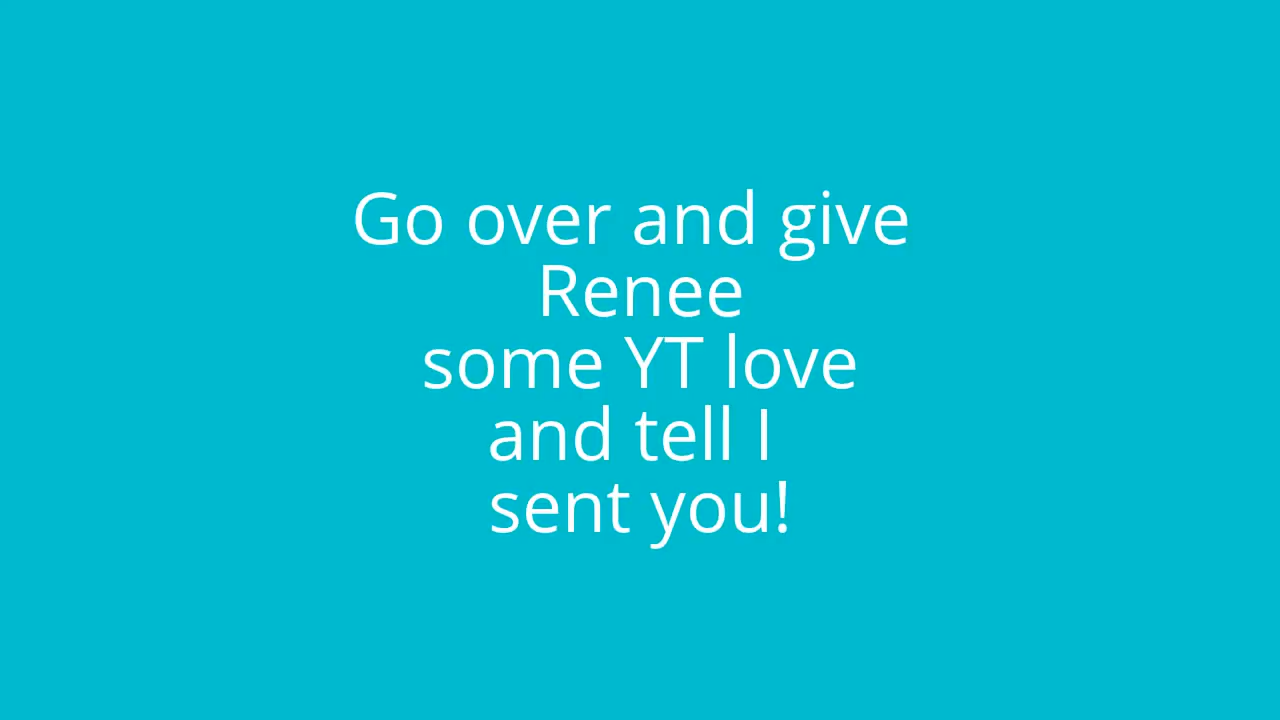 Go over and give
Renee
some YT love
and tell I
sent you!